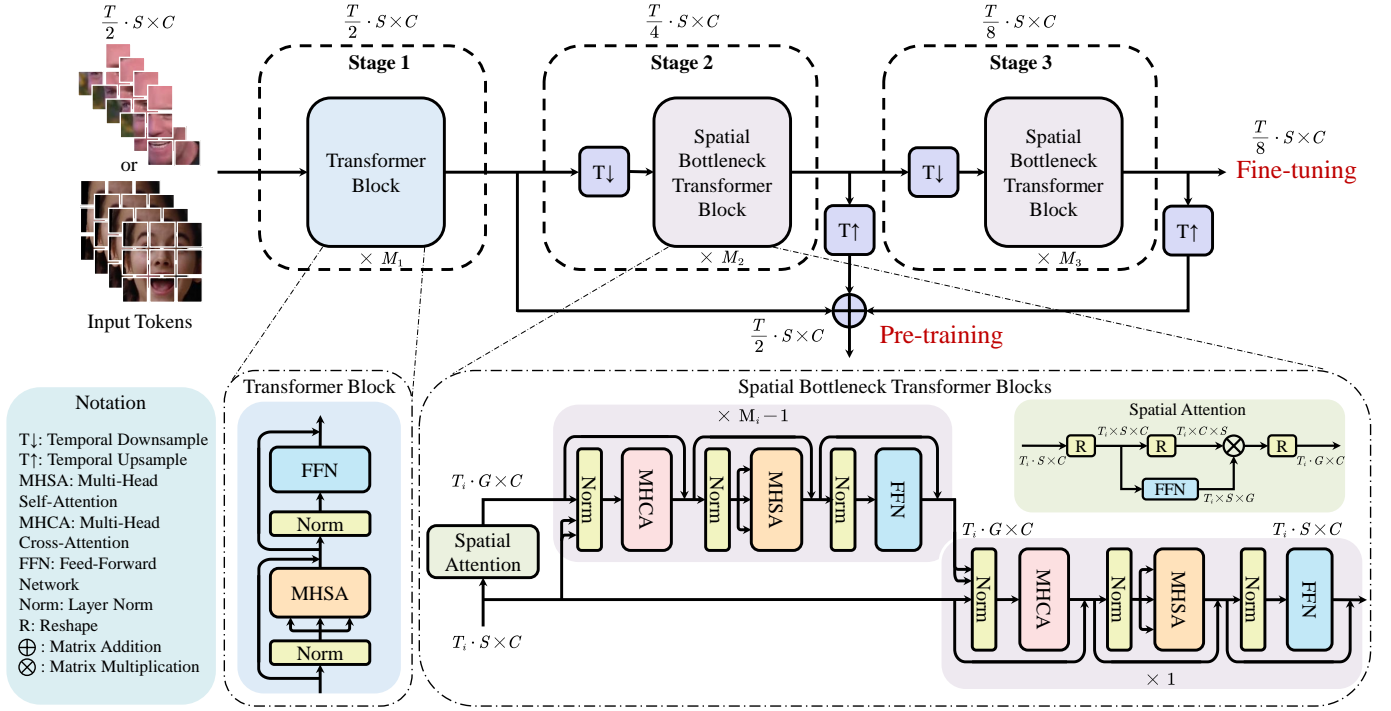 T/2 · S×C
T/2 · S×C
T/4 · S×C
T/8 · S×C
Stage 1
Stage 2
Stage 3
or
Input Tokens
Transformer
Block
× M₁
T↓
Spatial
Bottleneck
Transformer
Block
× M₂
T↑
T↓
Spatial
Bottleneck
Transformer
Block
× M₃
T↑
T/8 · S×C
Fine-tuning
T/2 · S×C
Pre-training
Notation
T↓: Temporal Downsample
T↑: Temporal Upsample
MHSA: Multi-Head
Self-Attention
MHCA: Multi-Head
Cross-Attention
FFN: Feed-Forward
Network
Norm: Layer Norm
R: Reshape
⊕ : Matrix Addition
⊗ : Matrix Multiplication
Transformer Block
FFN
Norm
MHSA
Norm
Spatial Bottleneck Transformer Blocks
× Mᵢ−1
Tᵢ · G×C
Spatial
Attention
Tᵢ · S×C
Norm
MHCA
Norm
MHSA
Norm
FFN
Spatial Attention
Tᵢ · S×C
R
Tᵢ×S×C
R
Tᵢ×C×S
R
Tᵢ · G×C
FFN
Tᵢ×S×G
Tᵢ · G×C
Tᵢ · S×C
Norm
MHCA
Norm
MHSA
Norm
FFN
× 1